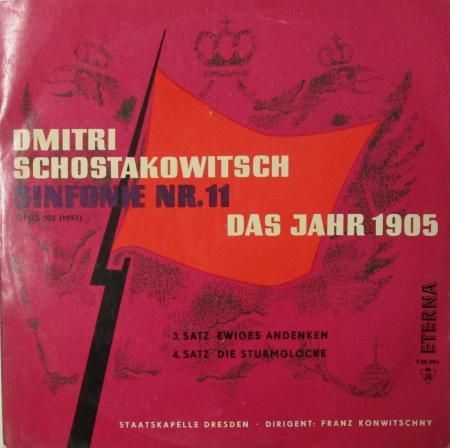 DMITRI
SCHOSTAKOWITSCH
SINFONIE NR.11
OPUS 103 (1957)
DAS JAHR 1905
3. SATZ EWIGES ANDENKEN
4. SATZ DIE STURMGLOCKE
ETERNA
STAATSKAPELLE DRESDEN · DIRIGENT: FRANZ KONWITSCHNY